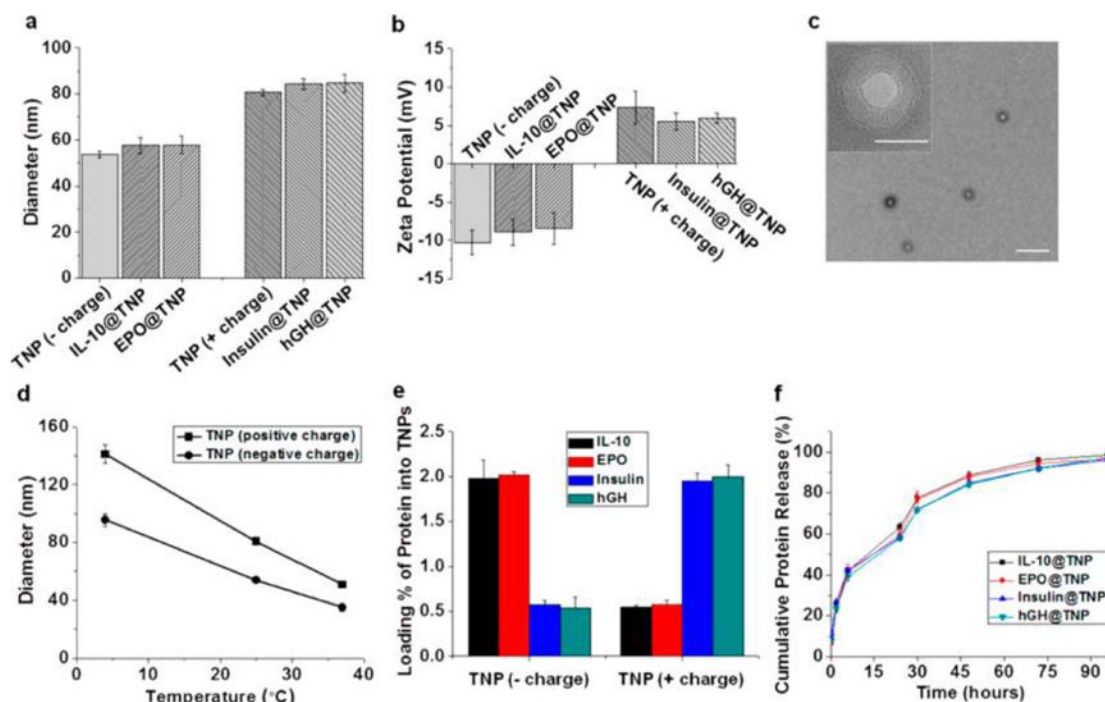 a
Diameter (nm)
100
80
60
40
20
0
TNP (- charge)
IL-10@TNP
EPO@TNP
TNP (+ charge)
Insulin@TNP
hGH@TNP
b
Zeta Potential (mV)
15
10
5
0
-5
-10
-15
TNP (- charge)
IL-10@TNP
EPO@TNP
TNP (+ charge)
Insulin@TNP
hGH@TNP
c
d
Diameter (nm)
160
120
80
40
0
TNP (positive charge)
TNP (negative charge)
0 10 20 30 40
Temperature (°C)
e
Loading % of Protein into TNPs
2.5
2.0
1.5
1.0
0.5
0.0
IL-10
EPO
Insulin
hGH
TNP (- charge) TNP (+ charge)
f
Cumulative Protein Release (%)
100
80
60
40
20
0
IL-10@TNP
EPO@TNP
Insulin@TNP
hGH@TNP
0 15 30 45 60 75 90
Time (hours)